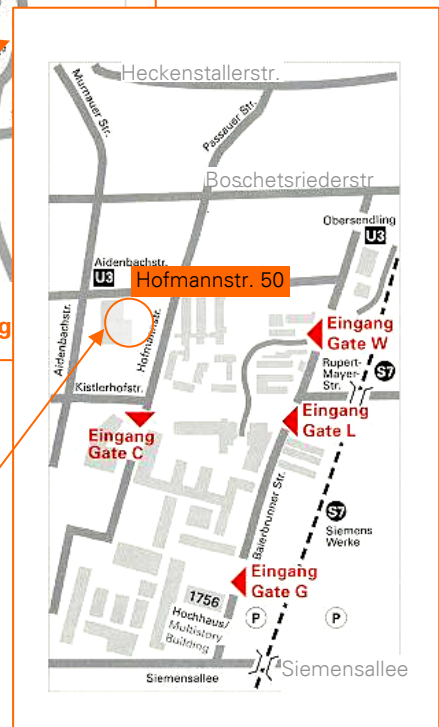 Heckenstallerstr.
Murnauer Str.
Passauer Str.
Boschetsriederstr
Obersendling
U3
Aidenbachstr.
U3
Hofmannstr. 50
g
Aidenbachstr.
Hofmannstr.
Eingang
Gate W
Rupert-
Mayer-
Str.
S7
Kistlerhofstr.
Eingang
Gate C
Eingang
Gate L
Baierbrunner Str.
S7
Siemens
Werke
Eingang
Gate G
1756
Hochhaus/
Multistory
Building
P
P
Siemensallee
Siemensallee